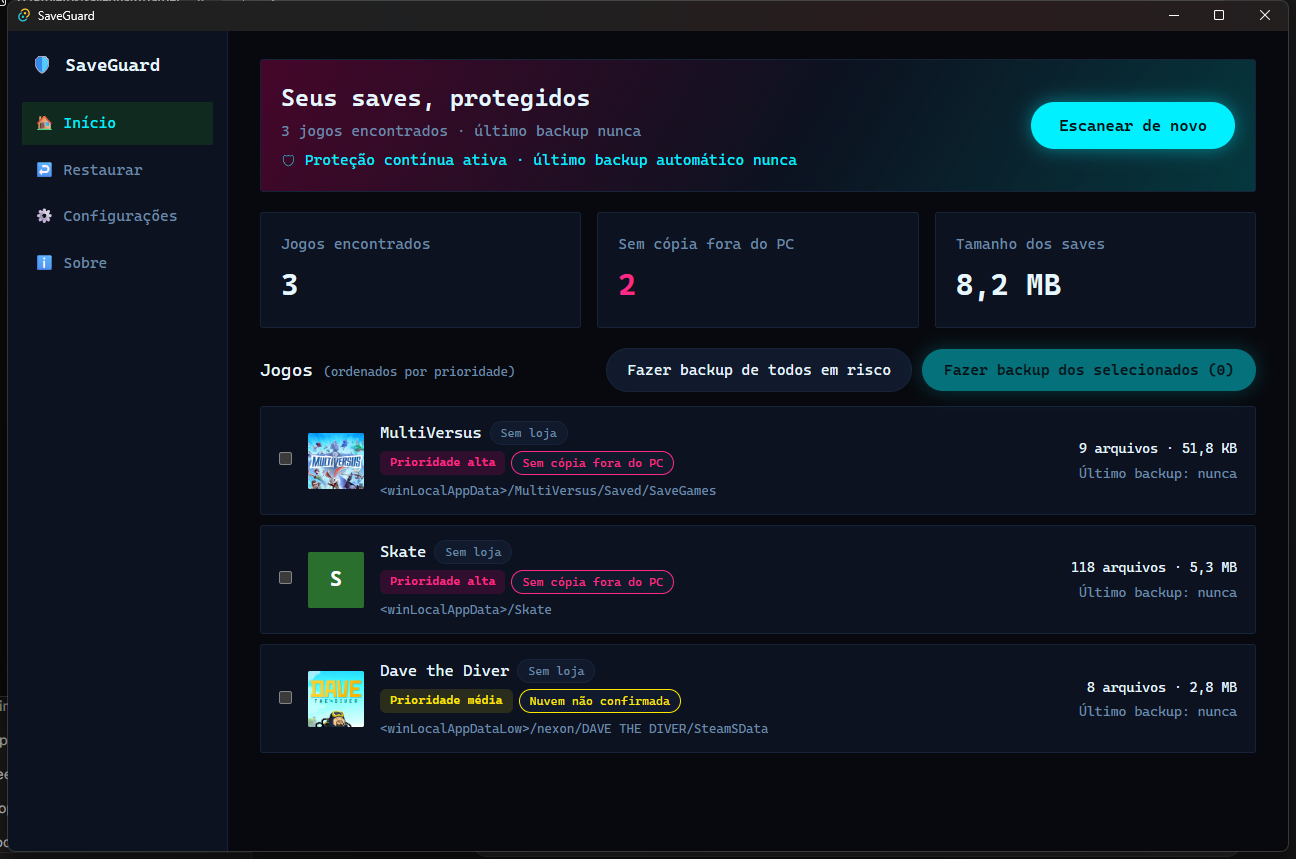 SaveGuard
SaveGuard
Início
Restaurar
Configurações
Sobre
Seus saves, protegidos
3 jogos encontrados · último backup nunca
Proteção contínua ativa · último backup automático nunca
Escanear de novo
Jogos encontrados
3
Sem cópia fora do PC
2
Tamanho dos saves
8,2 MB
Jogos (ordenados por prioridade)
Fazer backup de todos em risco
Fazer backup dos selecionados (0)
MULTIVERSUS
MultiVersus Sem loja
Prioridade alta Sem cópia fora do PC
<winLocalAppData>/MultiVersus/Saved/SaveGames
9 arquivos · 51,8 KB
Último backup: nunca
S
Skate Sem loja
Prioridade alta Sem cópia fora do PC
<winLocalAppData>/Skate
118 arquivos · 5,3 MB
Último backup: nunca
DAVE
THE DIVER
Dave the Diver Sem loja
Prioridade média Nuvem não confirmada
<winLocalAppDataLow>/nexon/DAVE THE DIVER/SteamSData
8 arquivos · 2,8 MB
Último backup: nunca